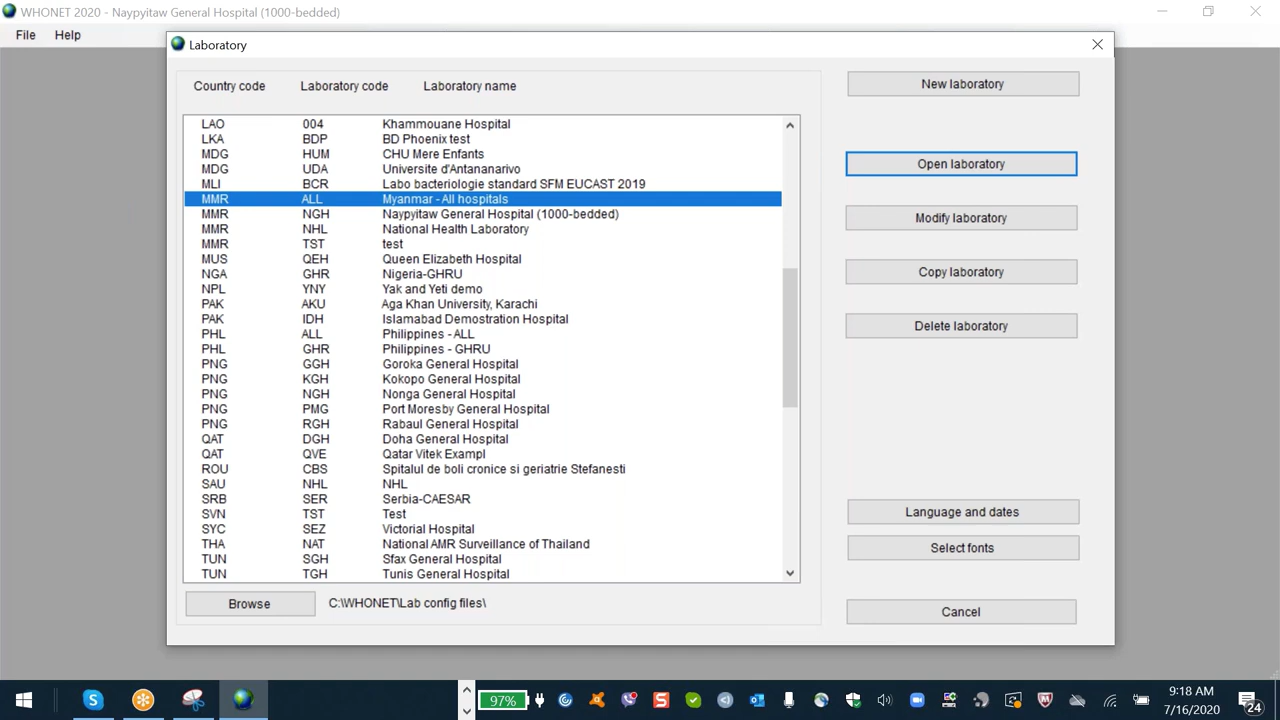 WHONET 2020 - Naypyitaw General Hospital (1000-bedded)
File Help
Laboratory
Country code Laboratory code Laboratory name
LAO 004 Khammouane Hospital
LKA BDP BD Phoenix test
MDG HUM CHU Mere Enfants
MDG UDA Universite d'Antananarivo
MLI BCR Labo bacteriologie standard SFM EUCAST 2019
MMR ALL Myanmar - All hospitals
MMR NGH Naypyitaw General Hospital (1000-bedded)
MMR NHL National Health Laboratory
MMR TST test
MUS QEH Queen Elizabeth Hospital
NGA GHR Nigeria-GHRU
NPL YNY Yak and Yeti demo
PAK AKU Aga Khan University, Karachi
PAK IDH Islamabad Demostration Hospital
PHL ALL Philippines - ALL
PHL GHR Philippines - GHRU
PNG GGH Goroka General Hospital
PNG KGH Kokopo General Hospital
PNG NGH Nonga General Hospital
PNG PMG Port Moresby General Hospital
PNG RGH Rabaul General Hospital
QAT DGH Doha General Hospital
QAT QVE Qatar Vitek Exampl
ROU CBS Spitalul de boli cronice si geriatrie Stefanesti
SAU NHL NHL
SRB SER Serbia-CAESAR
SVN TST Test
SYC SEZ Victorial Hospital
THA NAT National AMR Surveillance of Thailand
TUN SGH Sfax General Hospital
TUN TGH Tunis General Hospital
Browse C:\WHONET\Lab config files\
New laboratory
Open laboratory
Modify laboratory
Copy laboratory
Delete laboratory
Language and dates
Select fonts
Cancel
97%
9:18 AM
7/16/2020
24